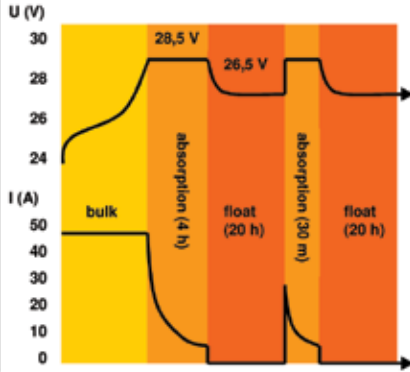 U (V)
30
28
26
24
28,5 V
26,5 V
I (A)
50
40
30
20
10
0
bulk
absorption (4 h)
float
(20 h)
absorption (30 m)
float
(20 h)